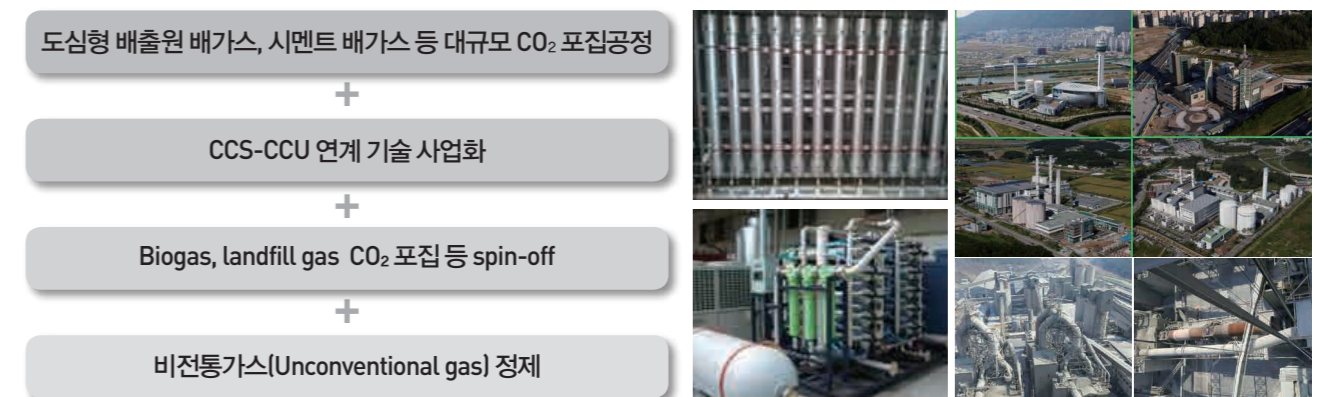 도심형 배출원 배가스, 시멘트 배가스 등 대규모 CO₂ 포집공정
+
CCS-CCU 연계 기술 사업화
+
Biogas, landfill gas CO₂ 포집 등 spin-off
+
비전통가스(Unconventional gas) 정제